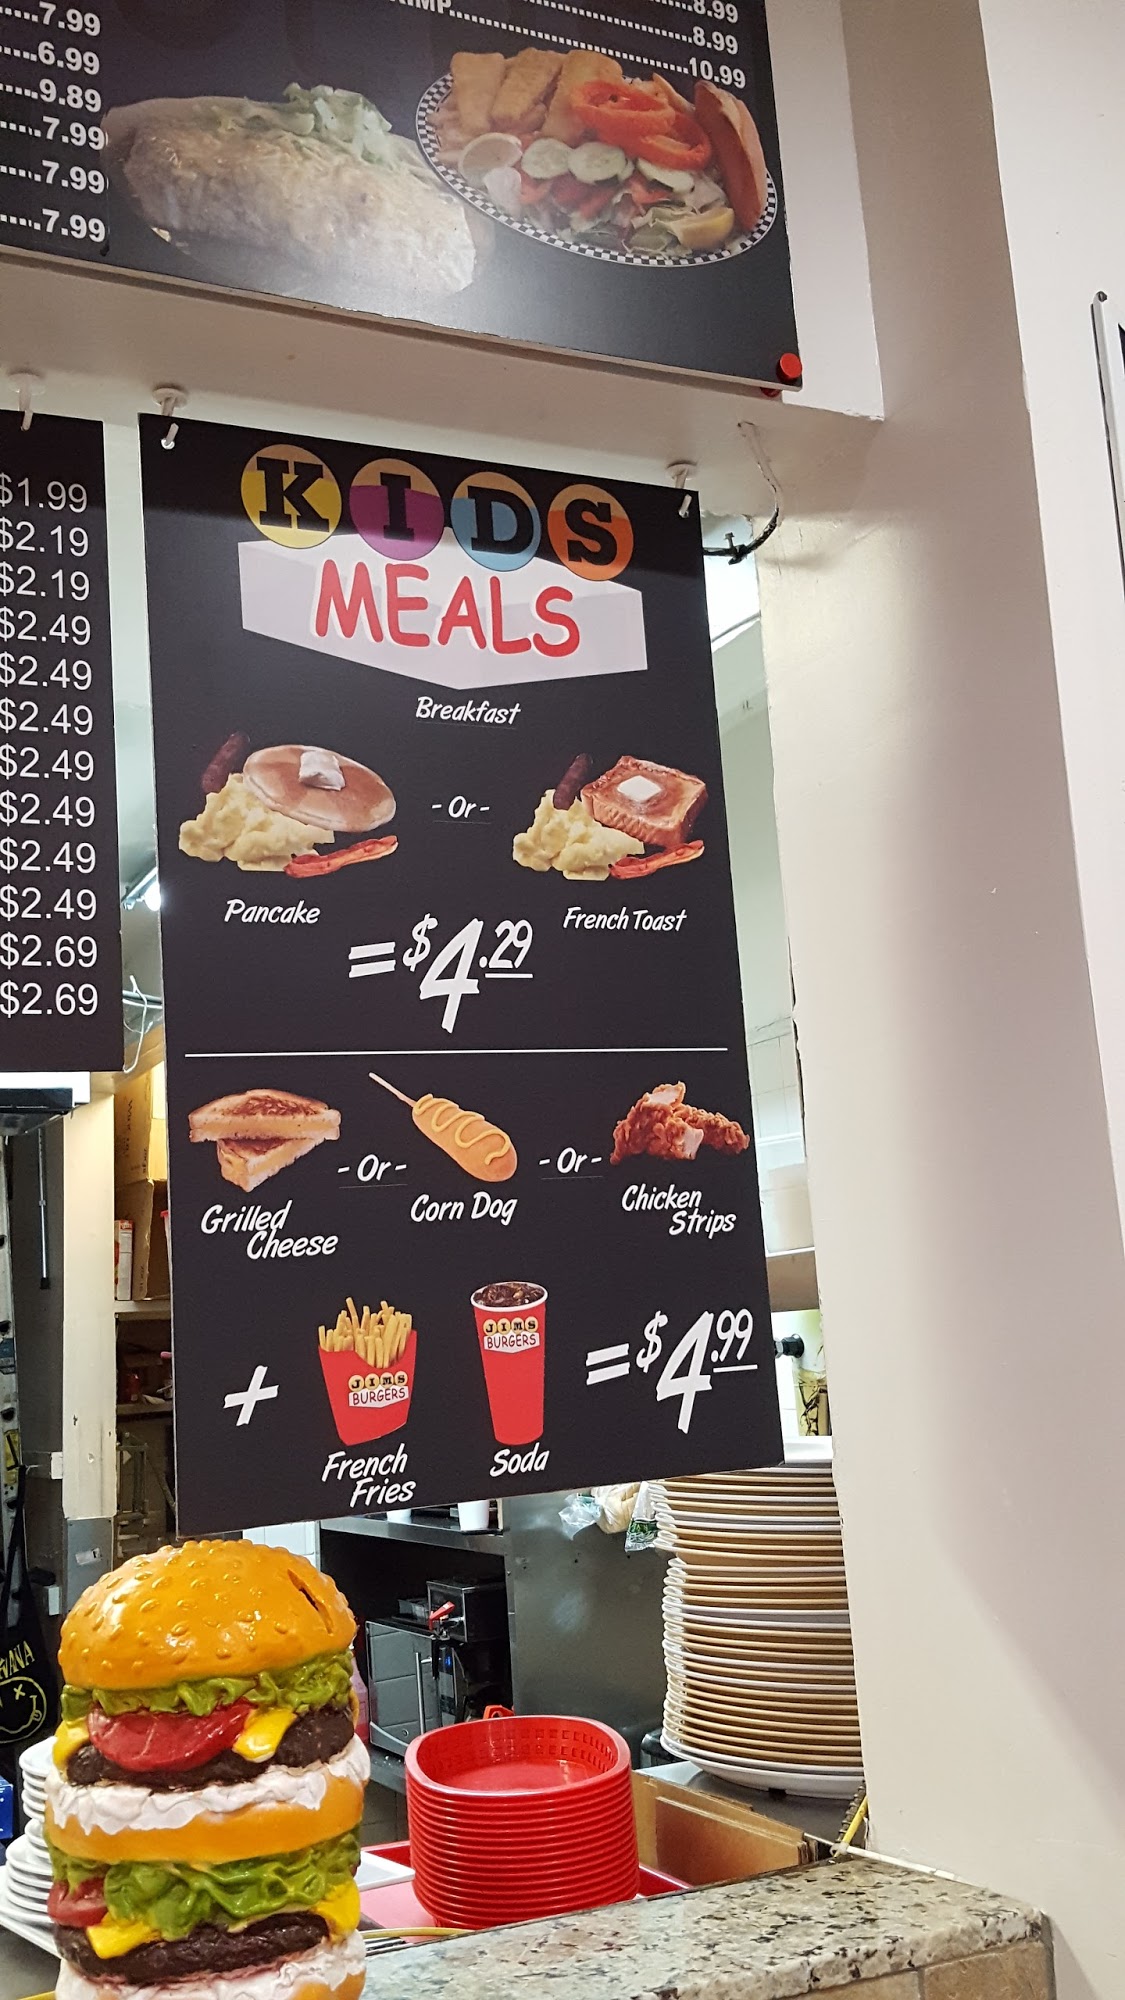 .....7.99
.....6.99
.....9.89
.....7.99
.....7.99
.....7.99
8.99
8.99
10.99
$1.99
$2.19
$2.19
$2.49
$2.49
$2.49
$2.49
$2.49
$2.49
$2.49
$2.69
$2.69
KIDS
MEALS
Breakfast
- Or -
Pancake
French Toast
= $4.29
- Or -
- Or -
Grilled
Cheese
Corn Dog
Chicken
Strips
+
JIMS
BURGERS
JIMS
BURGERS
= $4.99
French
Fries
Soda